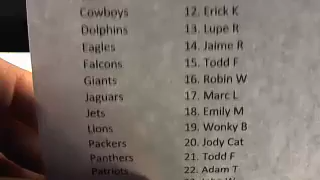 Cowboys 12. Erick K
Dolphins 13. Lupe R
Eagles 14. Jaime R
Falcons 15. Todd F
Giants 16. Robin W
Jaguars 17. Marc L
Jets 18. Emily M
Lions 19. Wonky B
Packers 20. Jody Cat
Panthers 21. Todd F
Patriots 22. Adam T